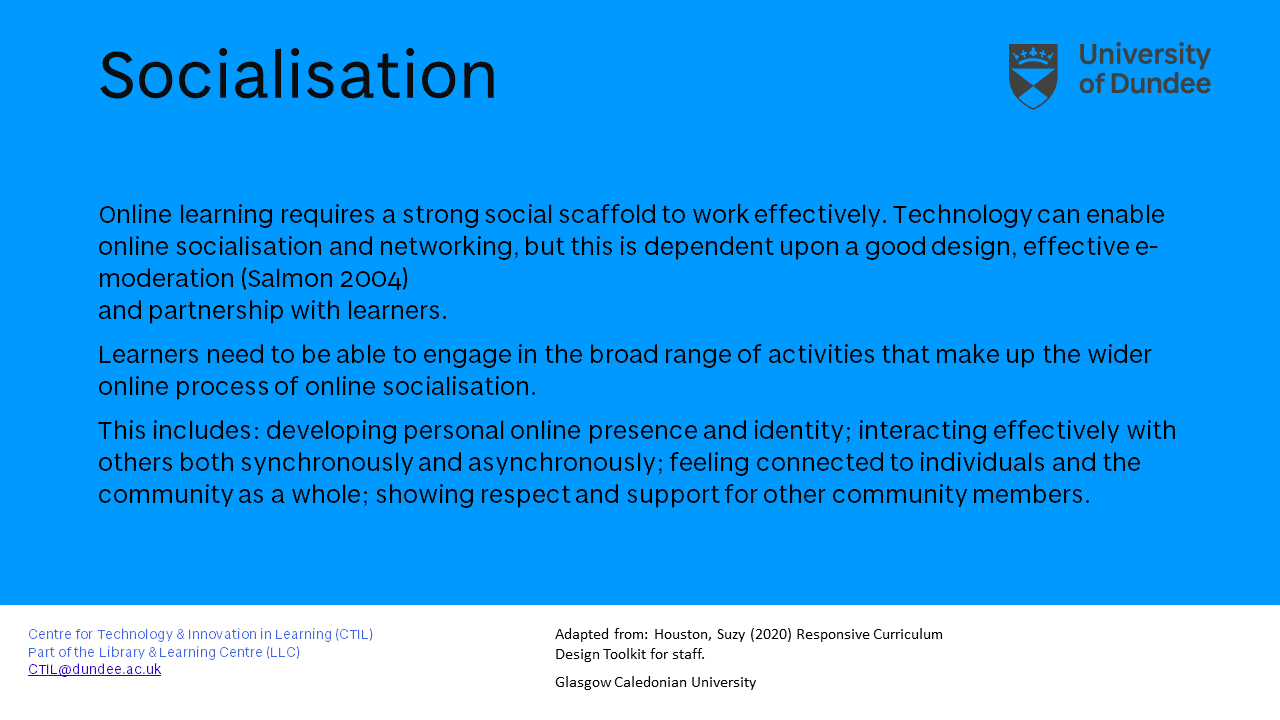 Socialisation
University
of Dundee
Online learning requires a strong social scaffold to work effectively. Technology can enable
online socialisation and networking, but this is dependent upon a good design, effective e-
moderation (Salmon 2004)
and partnership with learners.
Learners need to be able to engage in the broad range of activities that make up the wider
online process of online socialisation.
This includes: developing personal online presence and identity; interacting effectively with
others both synchronously and asynchronously; feeling connected to individuals and the
community as a whole; showing respect and support for other community members.
Centre for Technology & Innovation in Learning (CTIL)
Part of the Library & Learning Centre (LLC)
CTIL@dundee.ac.uk
Adapted from: Houston, Suzy (2020) Responsive Curriculum
Design Toolkit for staff.
Glasgow Caledonian University